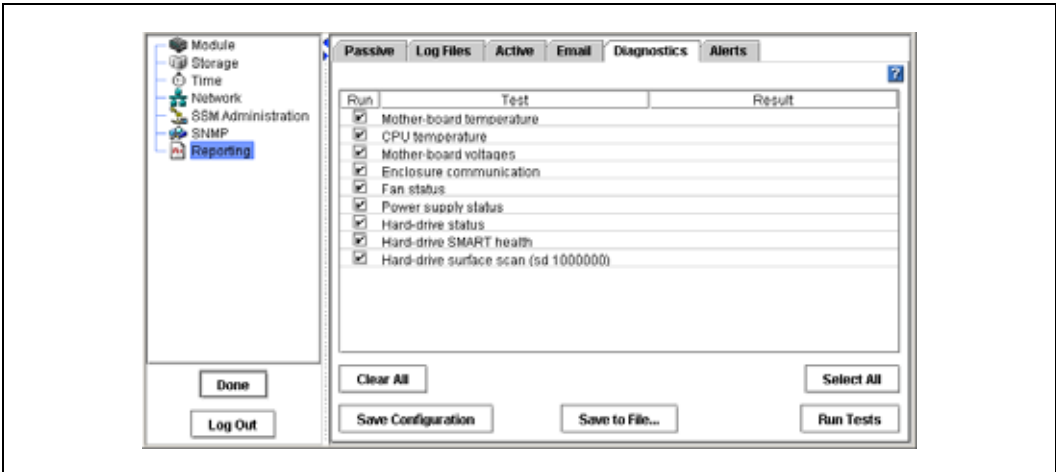 Module
Storage
Time
Network
SSM Administration
SNMP
Reporting
Done
Log Out
Passive Log Files Active Email Diagnostics Alerts
?
Run Test Result
Mother-board temperature
CPU temperature
Mother-board voltages
Enclosure communication
Fan status
Power supply status
Hard-drive status
Hard-drive SMART health
Hard-drive surface scan (sd 1000000)
Clear All Select All
Save Configuration Save to File... Run Tests